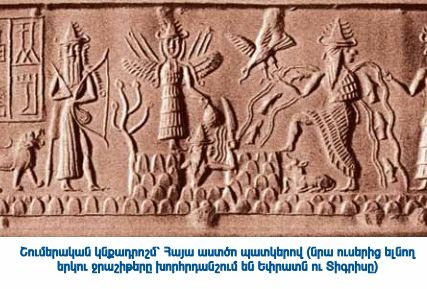 Շումերական կնքադրոշմ՝ Հայա աստծո պատկերով (նրա ուսերից ելնող
երկու ջրաշիթերը խորհրդանշում են Եփրատն ու Տիգրիսը)